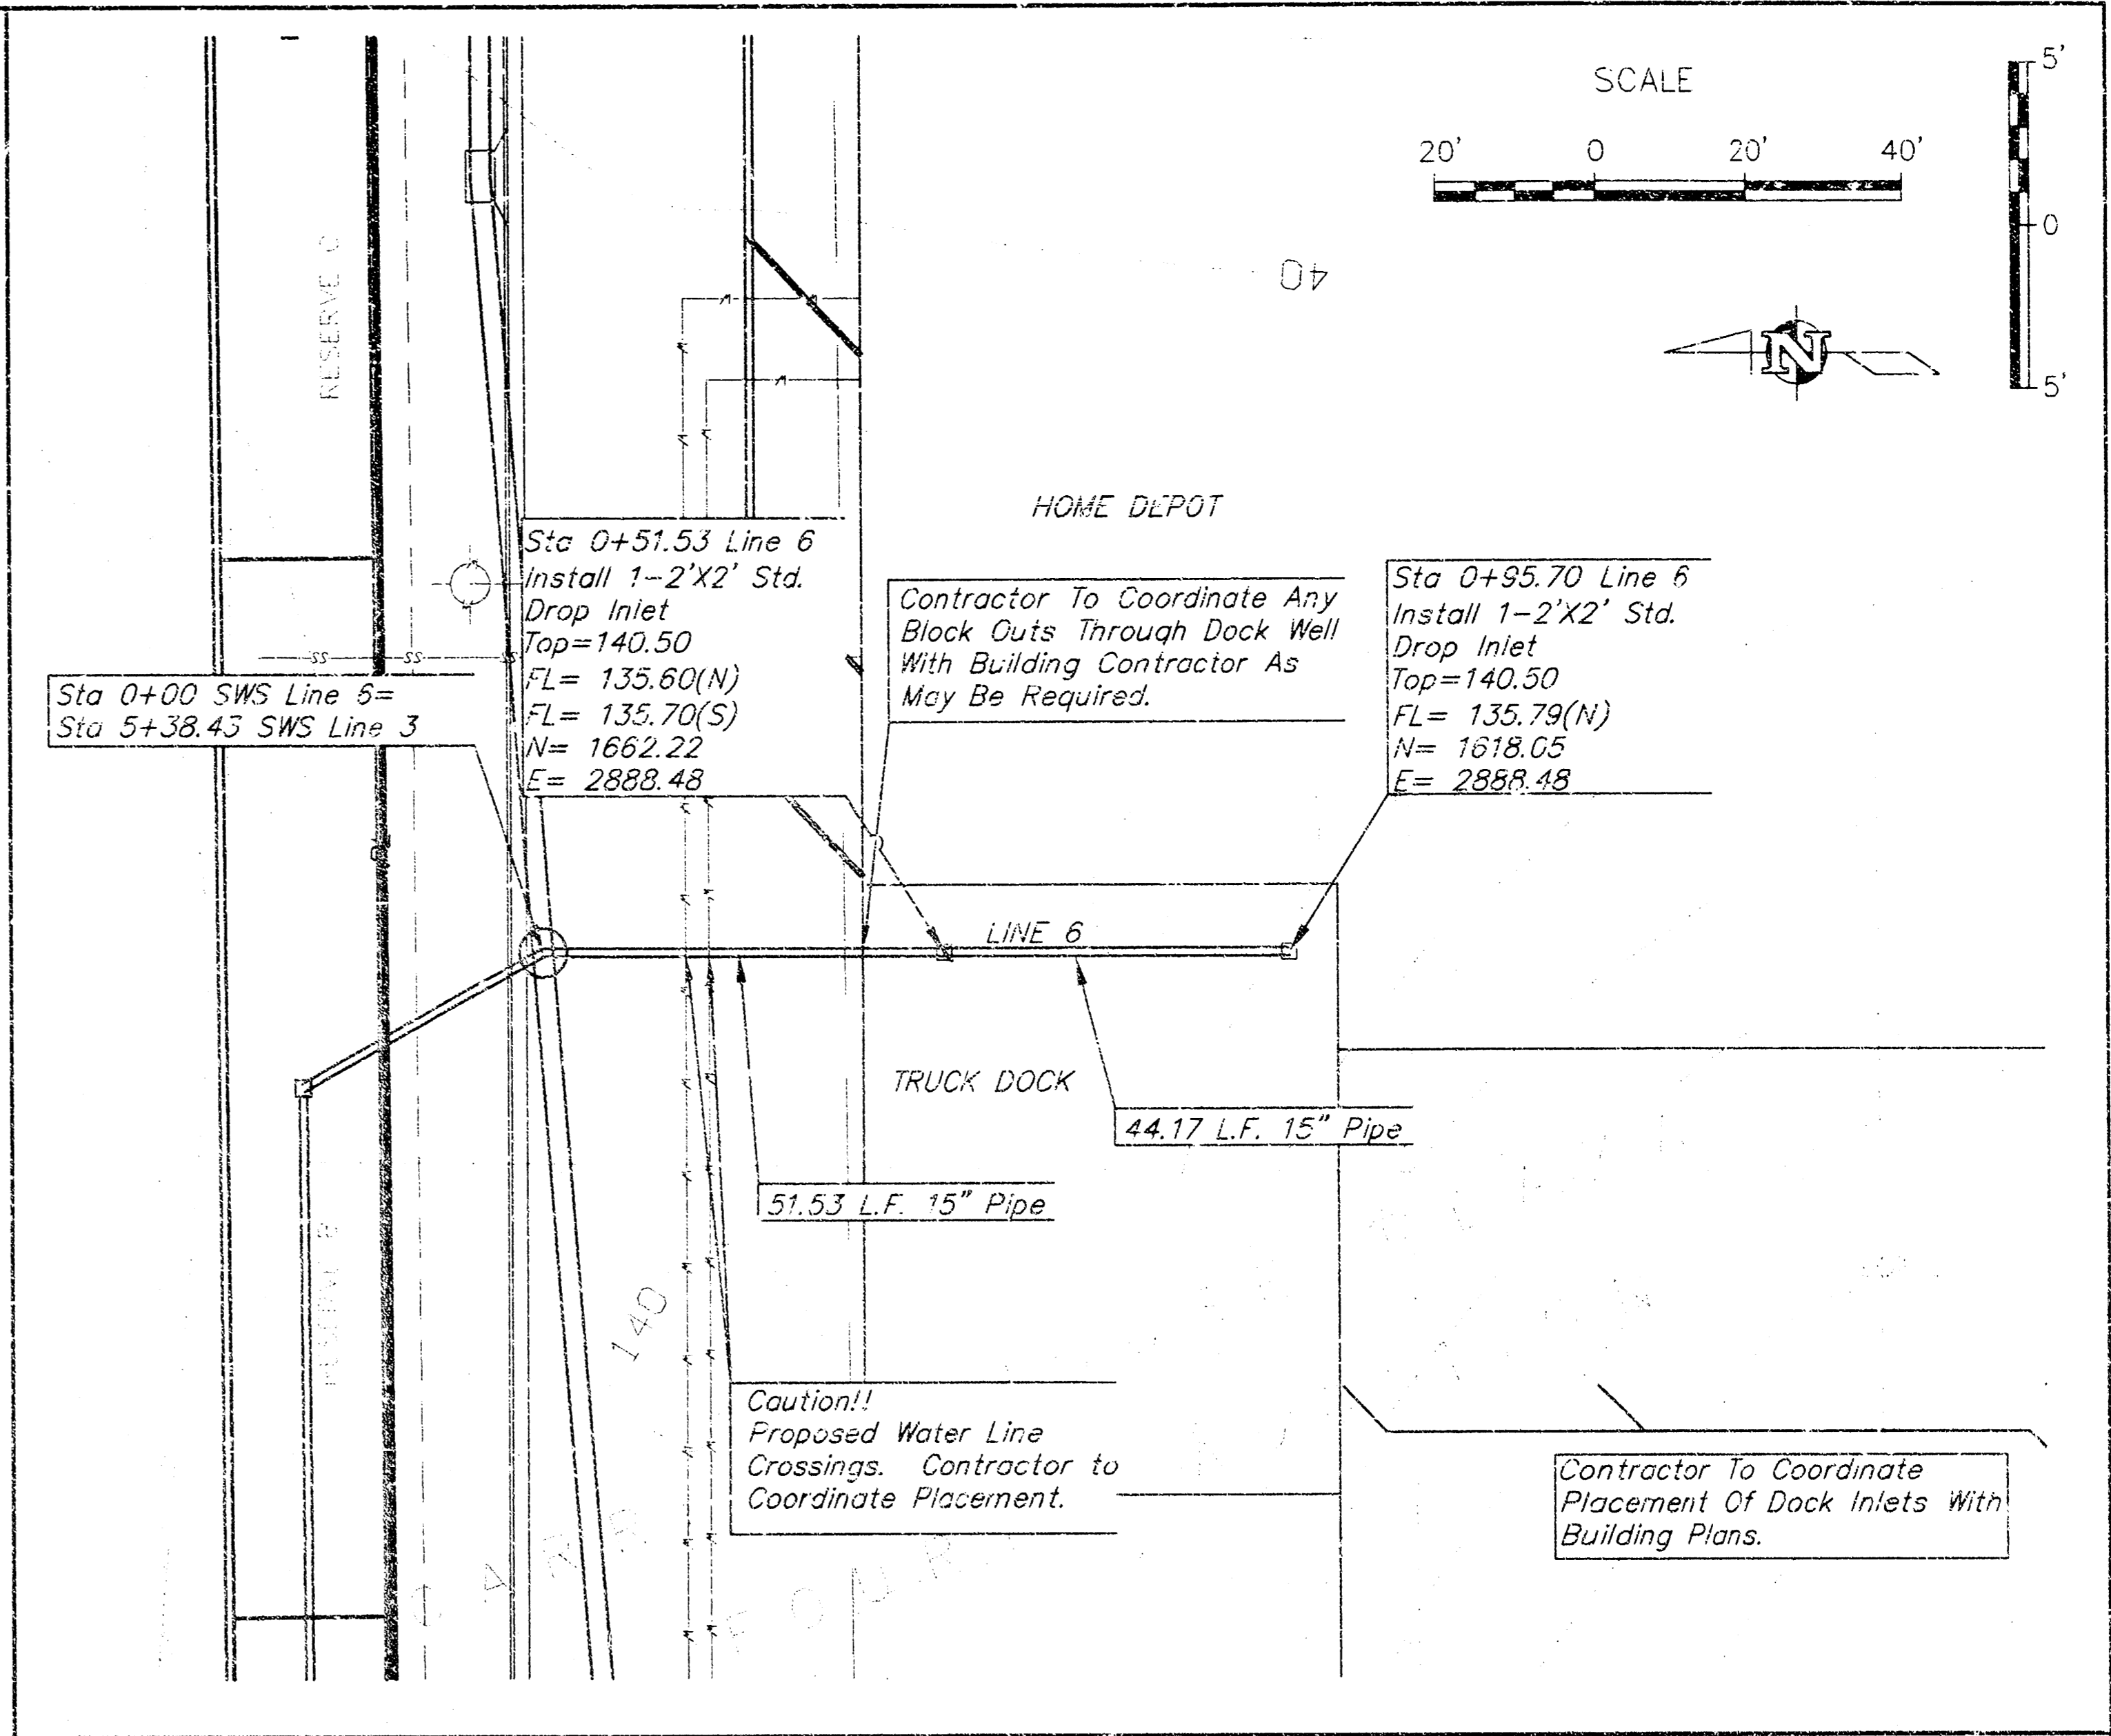 SCALE
20' 0 20' 40'
5'
0
5'
N
40
RESERVE C
HOME DEPOT
Sta 0+51.53 Line 6
Install 1-2'X2' Std.
Drop Inlet
Top=140.50
FL= 135.60(N)
FL= 135.70(S)
N= 1662.22
E= 2888.48
Contractor To Coordinate Any
Block Outs Through Dock Well
With Building Contractor As
May Be Required.
Sta 0+95.70 Line 6
Install 1-2'X2' Std.
Drop Inlet
Top=140.50
FL= 135.79(N)
N= 1618.05
E= 2888.48
SS SS SS
Sta 0+00 SWS Line 6=
Sta 5+38.43 SWS Line 3
LINE 6
TRUCK DOCK
44.17 L.F. 15" Pipe
51.53 L.F. 15" Pipe
RESERVE B
140
Caution!!
Proposed Water Line
Crossings. Contractor to
Coordinate Placement.
Contractor To Coordinate
Placement Of Dock Inlets With
Building Plans.
FOUR